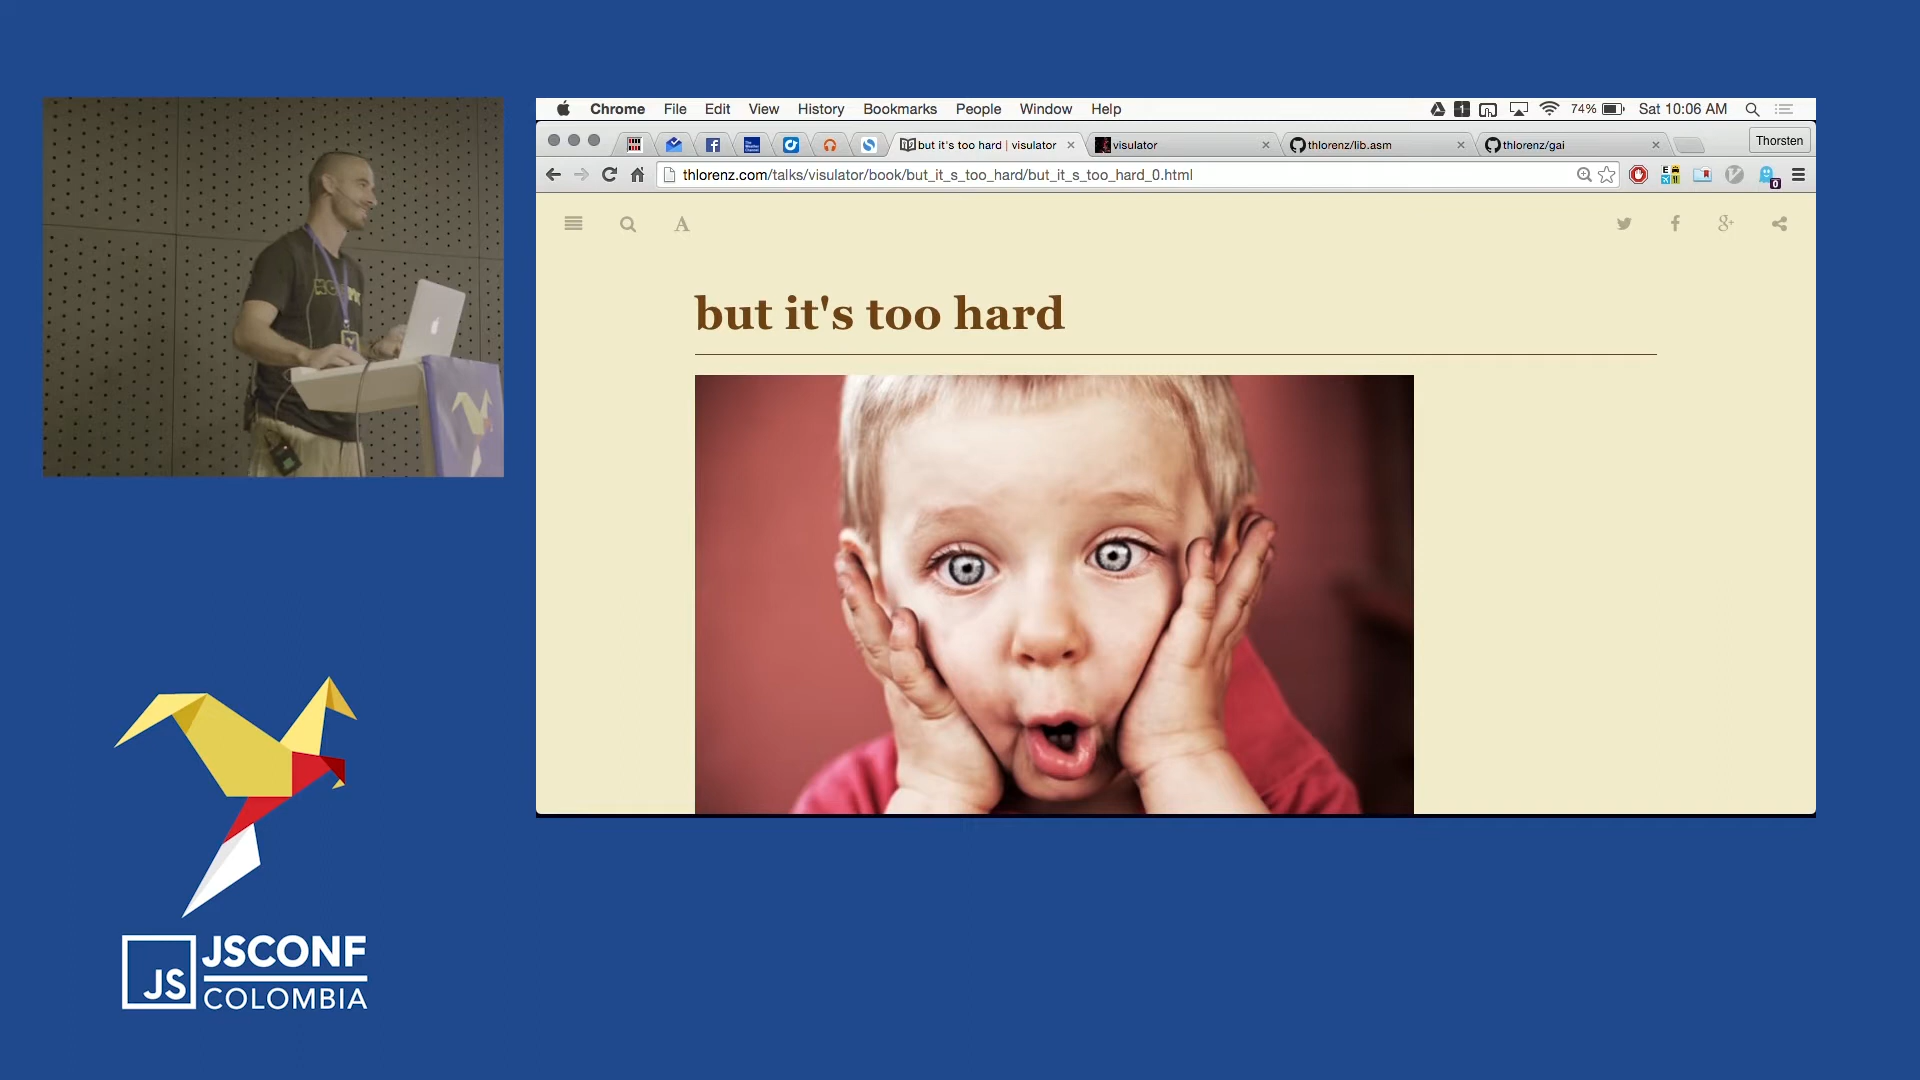 Chrome File Edit View History Bookmarks People Window Help 1 74% Sat 10:06 AM
but it's too hard | visulator visulator thlorenz/lib.asm thlorenz/gai Thorsten
thlorenz.com/talks/visulator/book/but_it_s_too_hard/but_it_s_too_hard_0.html 0
A
but it's too hard
JS JSCONF
COLOMBIA